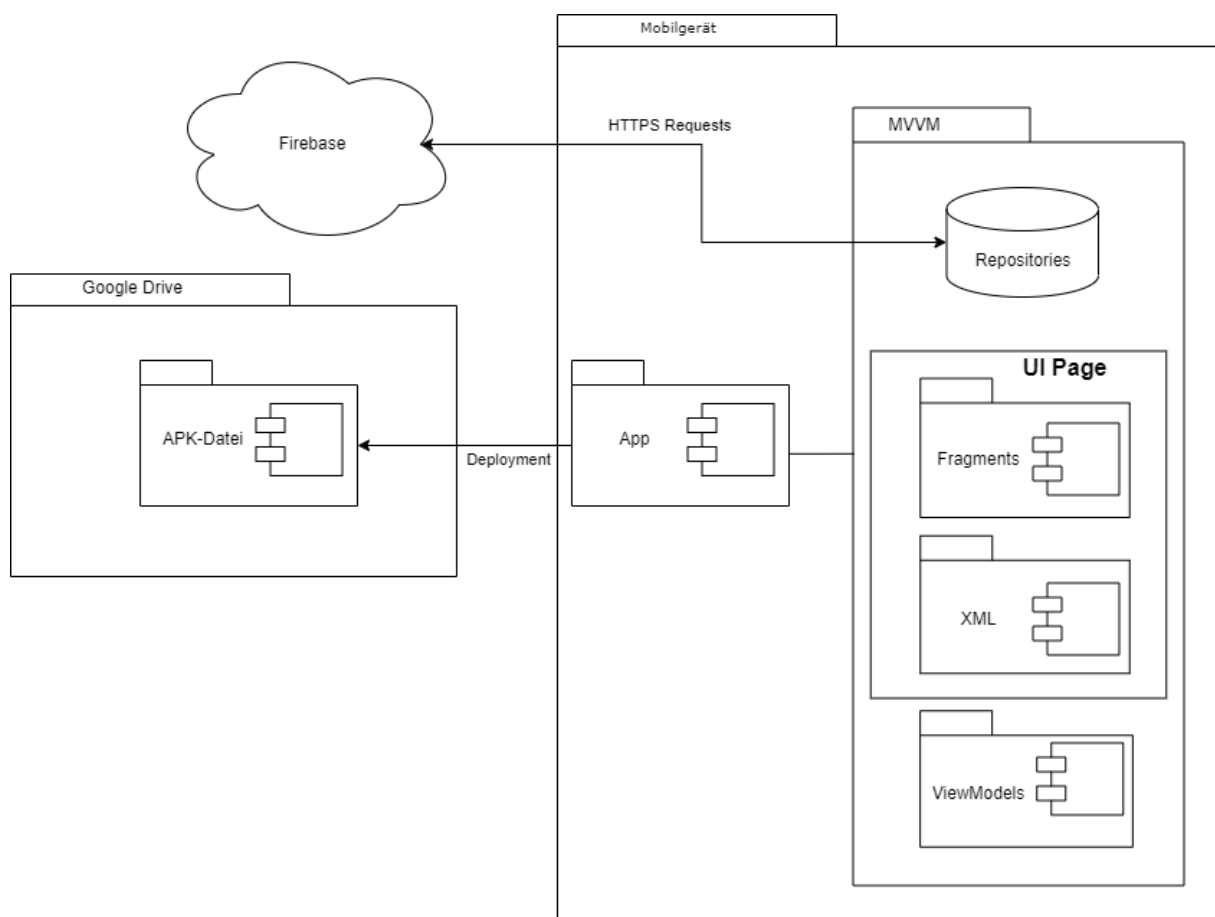 Mobilgerät
Firebase
HTTPS Requests
MVVM
Repositories
Google Drive
APK-Datei
Deployment
App
UI Page
Fragments
XML
ViewModels